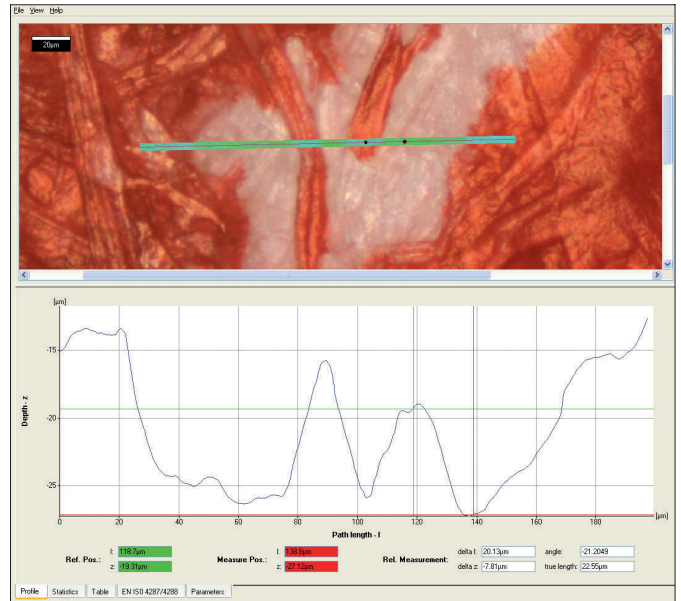 File View Help
20µm
[µm]
-15
-20
-25
Depth - z
0 20 40 60 80 100 120 140 160 180 [µm]
Path length - l
Ref. Pos.: l: 118.7µm z: -19.31µm
Measure Pos.: l: 138.8µm z: -27.12µm
Rel. Measurement: delta l: 20.13µm angle: -21.2049
delta z: -7.81µm true length: 22.55µm
Profile Statistics Table EN ISO 4287/4288 Parameters